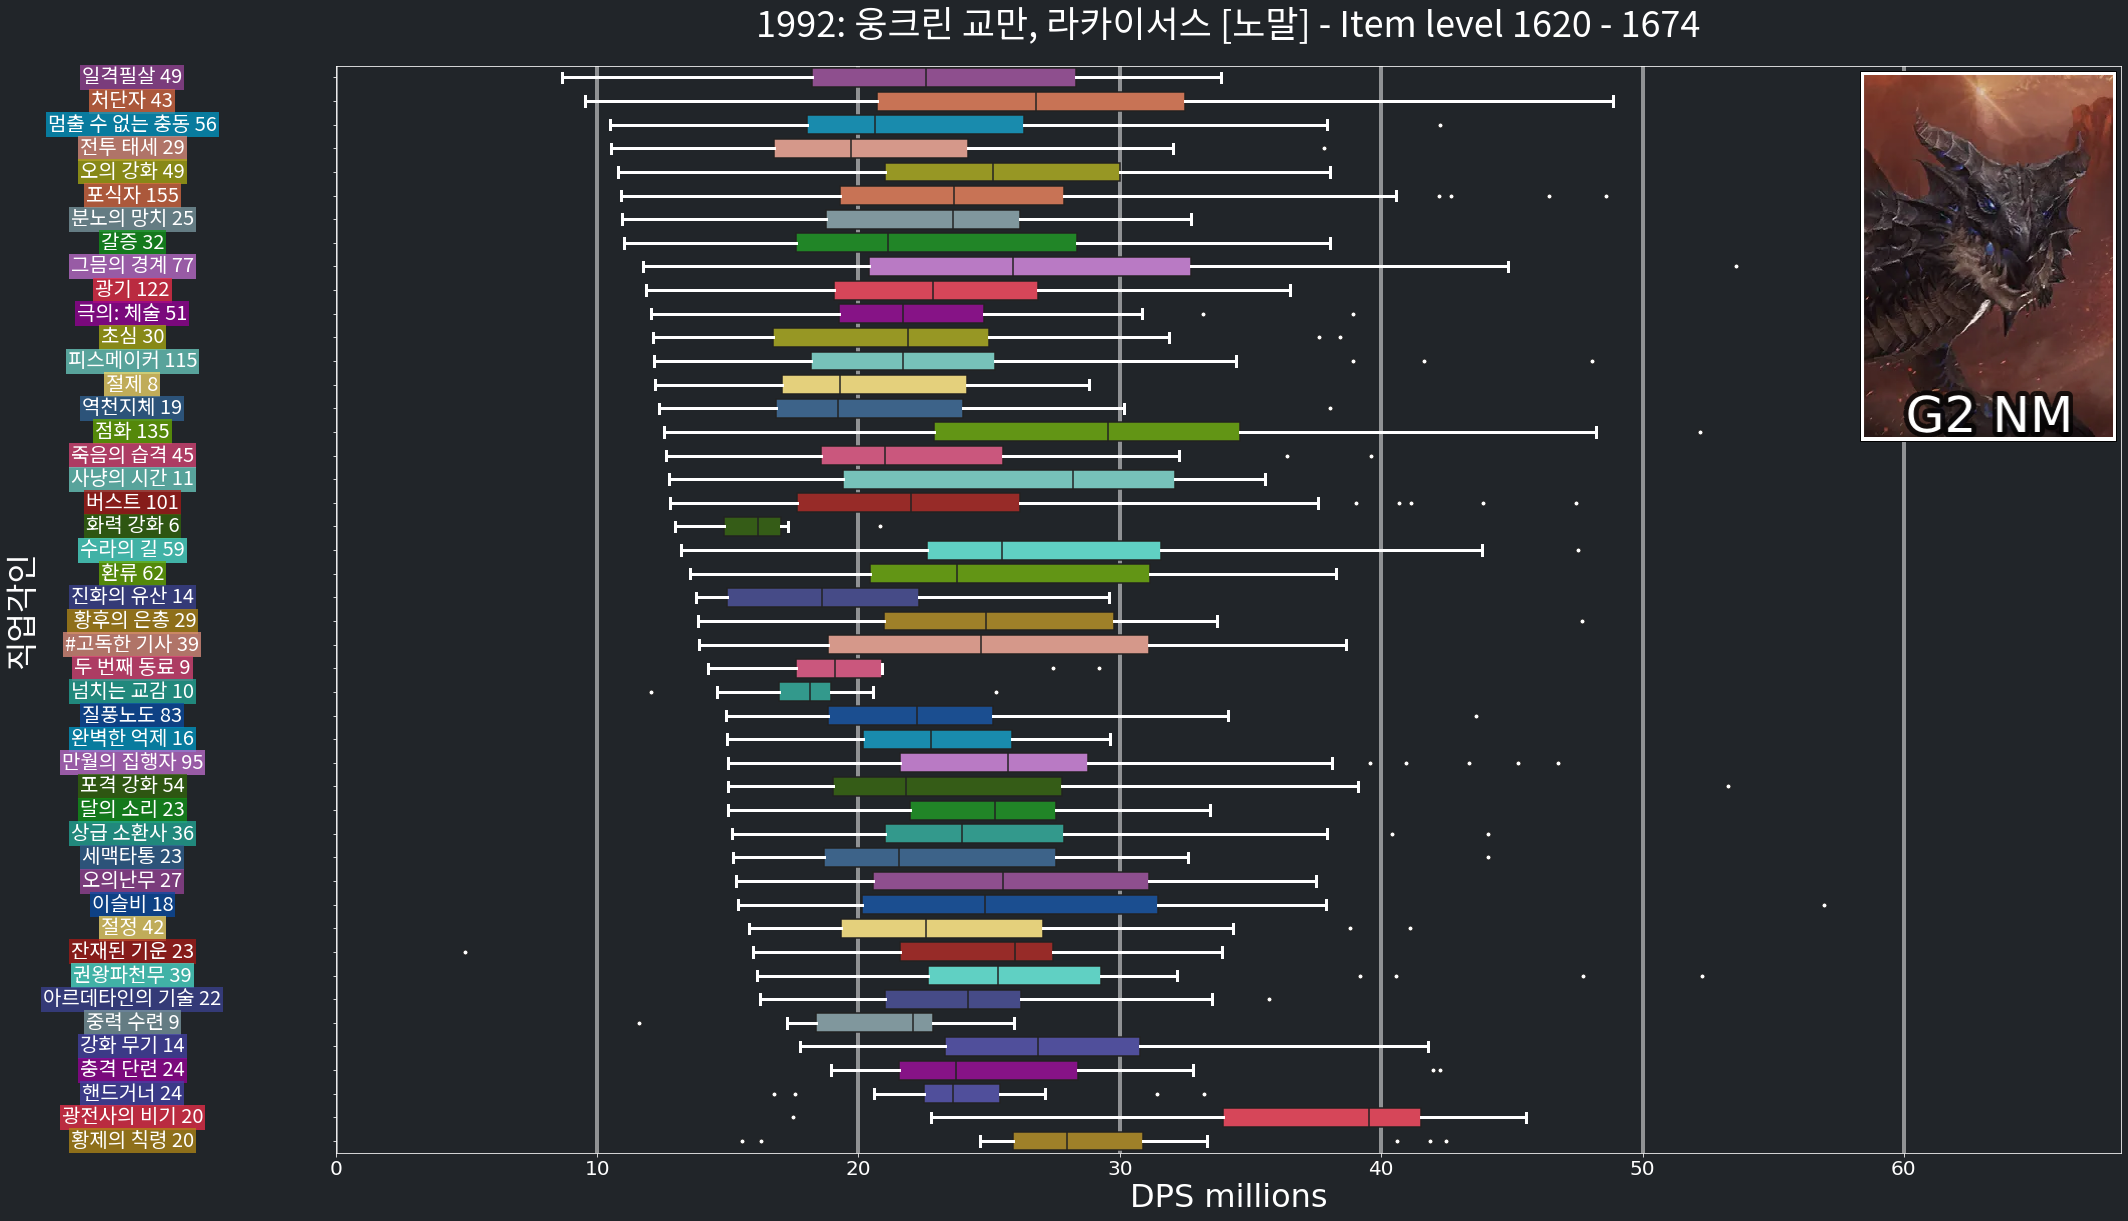 1992: 웅크린 교만, 라카이서스 [노말] - Item level 1620 - 1674
일격필살 49
처단자 43
멈출 수 없는 충동 56
전투 태세 29
오의 강화 49
포식자 155
분노의 망치 25
갈증 32
그믐의 경계 77
광기 122
극의: 체술 51
초심 30
피스메이커 115
절제 8
역천지체 19
점화 135
죽음의 습격 45
사냥의 시간 11
버스트 101
화력 강화 6
수라의 길 59
환류 62
진화의 유산 14
황후의 은총 29
#고독한 기사 39
두 번째 동료 9
넘치는 교감 10
질풍노도 83
완벽한 억제 16
만월의 집행자 95
포격 강화 54
달의 소리 23
상급 소환사 36
세맥타통 23
오의난무 27
이슬비 18
절정 42
잔재된 기운 23
권왕파천무 39
아르데타인의 기술 22
중력 수련 9
강화 무기 14
충격 단련 24
핸드거너 24
광전사의 비기 20
황제의 칙령 20
직업각인
G2 NM
0 10 20 30 40 50 60
DPS millions